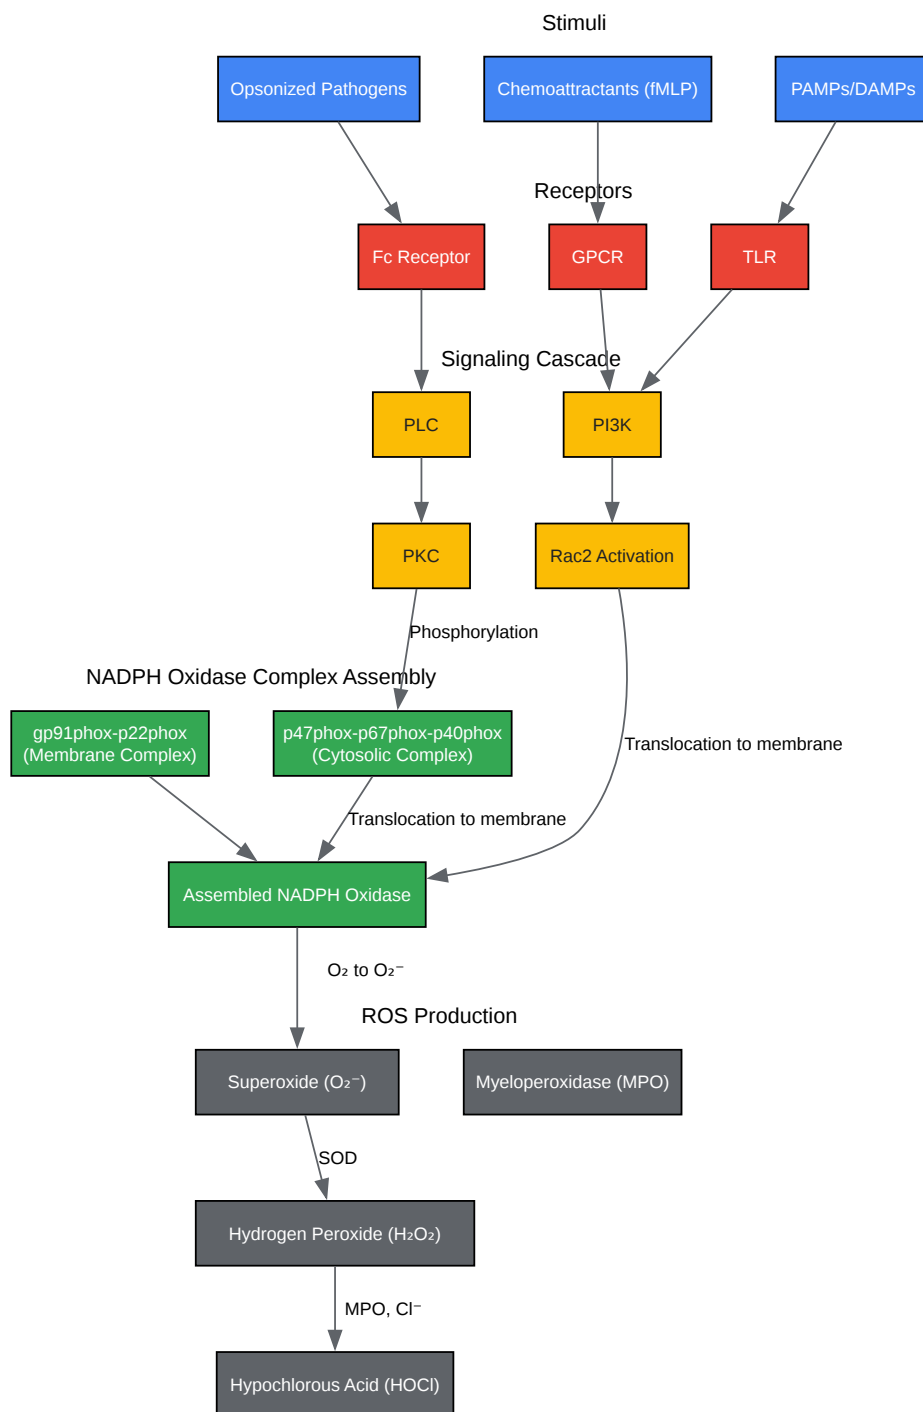 Stimuli
Opsonized Pathogens
Chemoattractants (fMLP)
PAMPs/DAMPs
Receptors
Fc Receptor
GPCR
TLR
Signaling Cascade
PLC
PI3K
PKC
Rac2 Activation
Phosphorylation
NADPH Oxidase Complex Assembly
gp91phox-p22phox
(Membrane Complex)
p47phox-p67phox-p40phox
(Cytosolic Complex)
Translocation to membrane
Translocation to membrane
Assembled NADPH Oxidase
O₂ to O₂⁻
ROS Production
Superoxide (O₂⁻)
Myeloperoxidase (MPO)
SOD
Hydrogen Peroxide (H₂O₂)
MPO, Cl⁻
Hypochlorous Acid (HOCl)